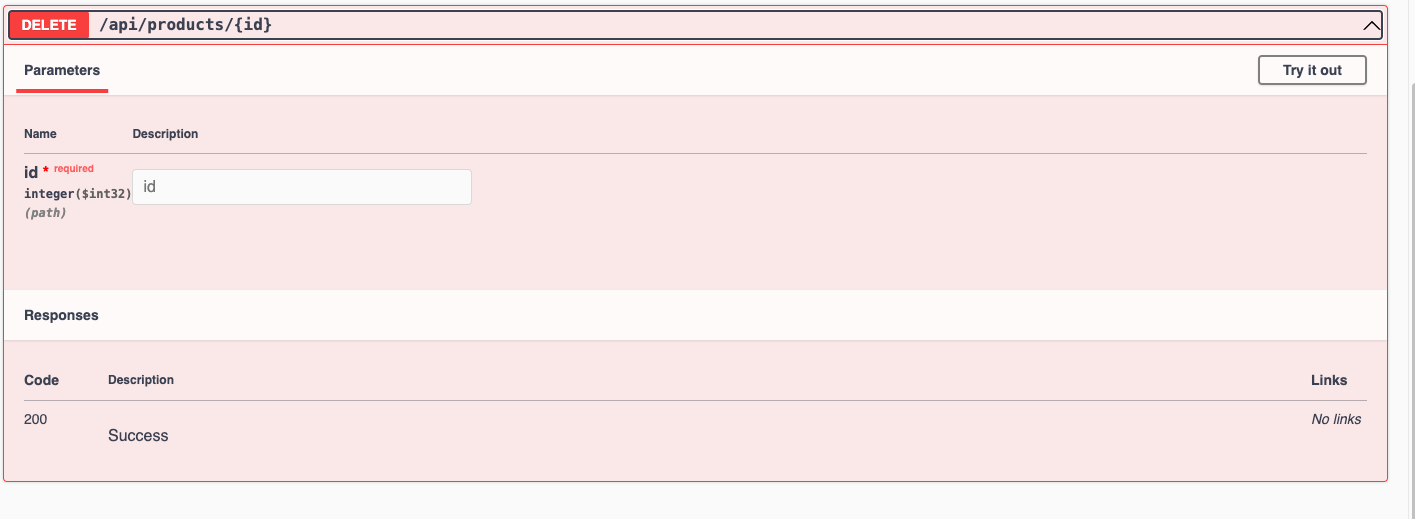 DELETE /api/products/{id}
Parameters
Try it out
Name Description
id * required
integer($int32)
(path)
id
Responses
Code Description Links
200 Success No links